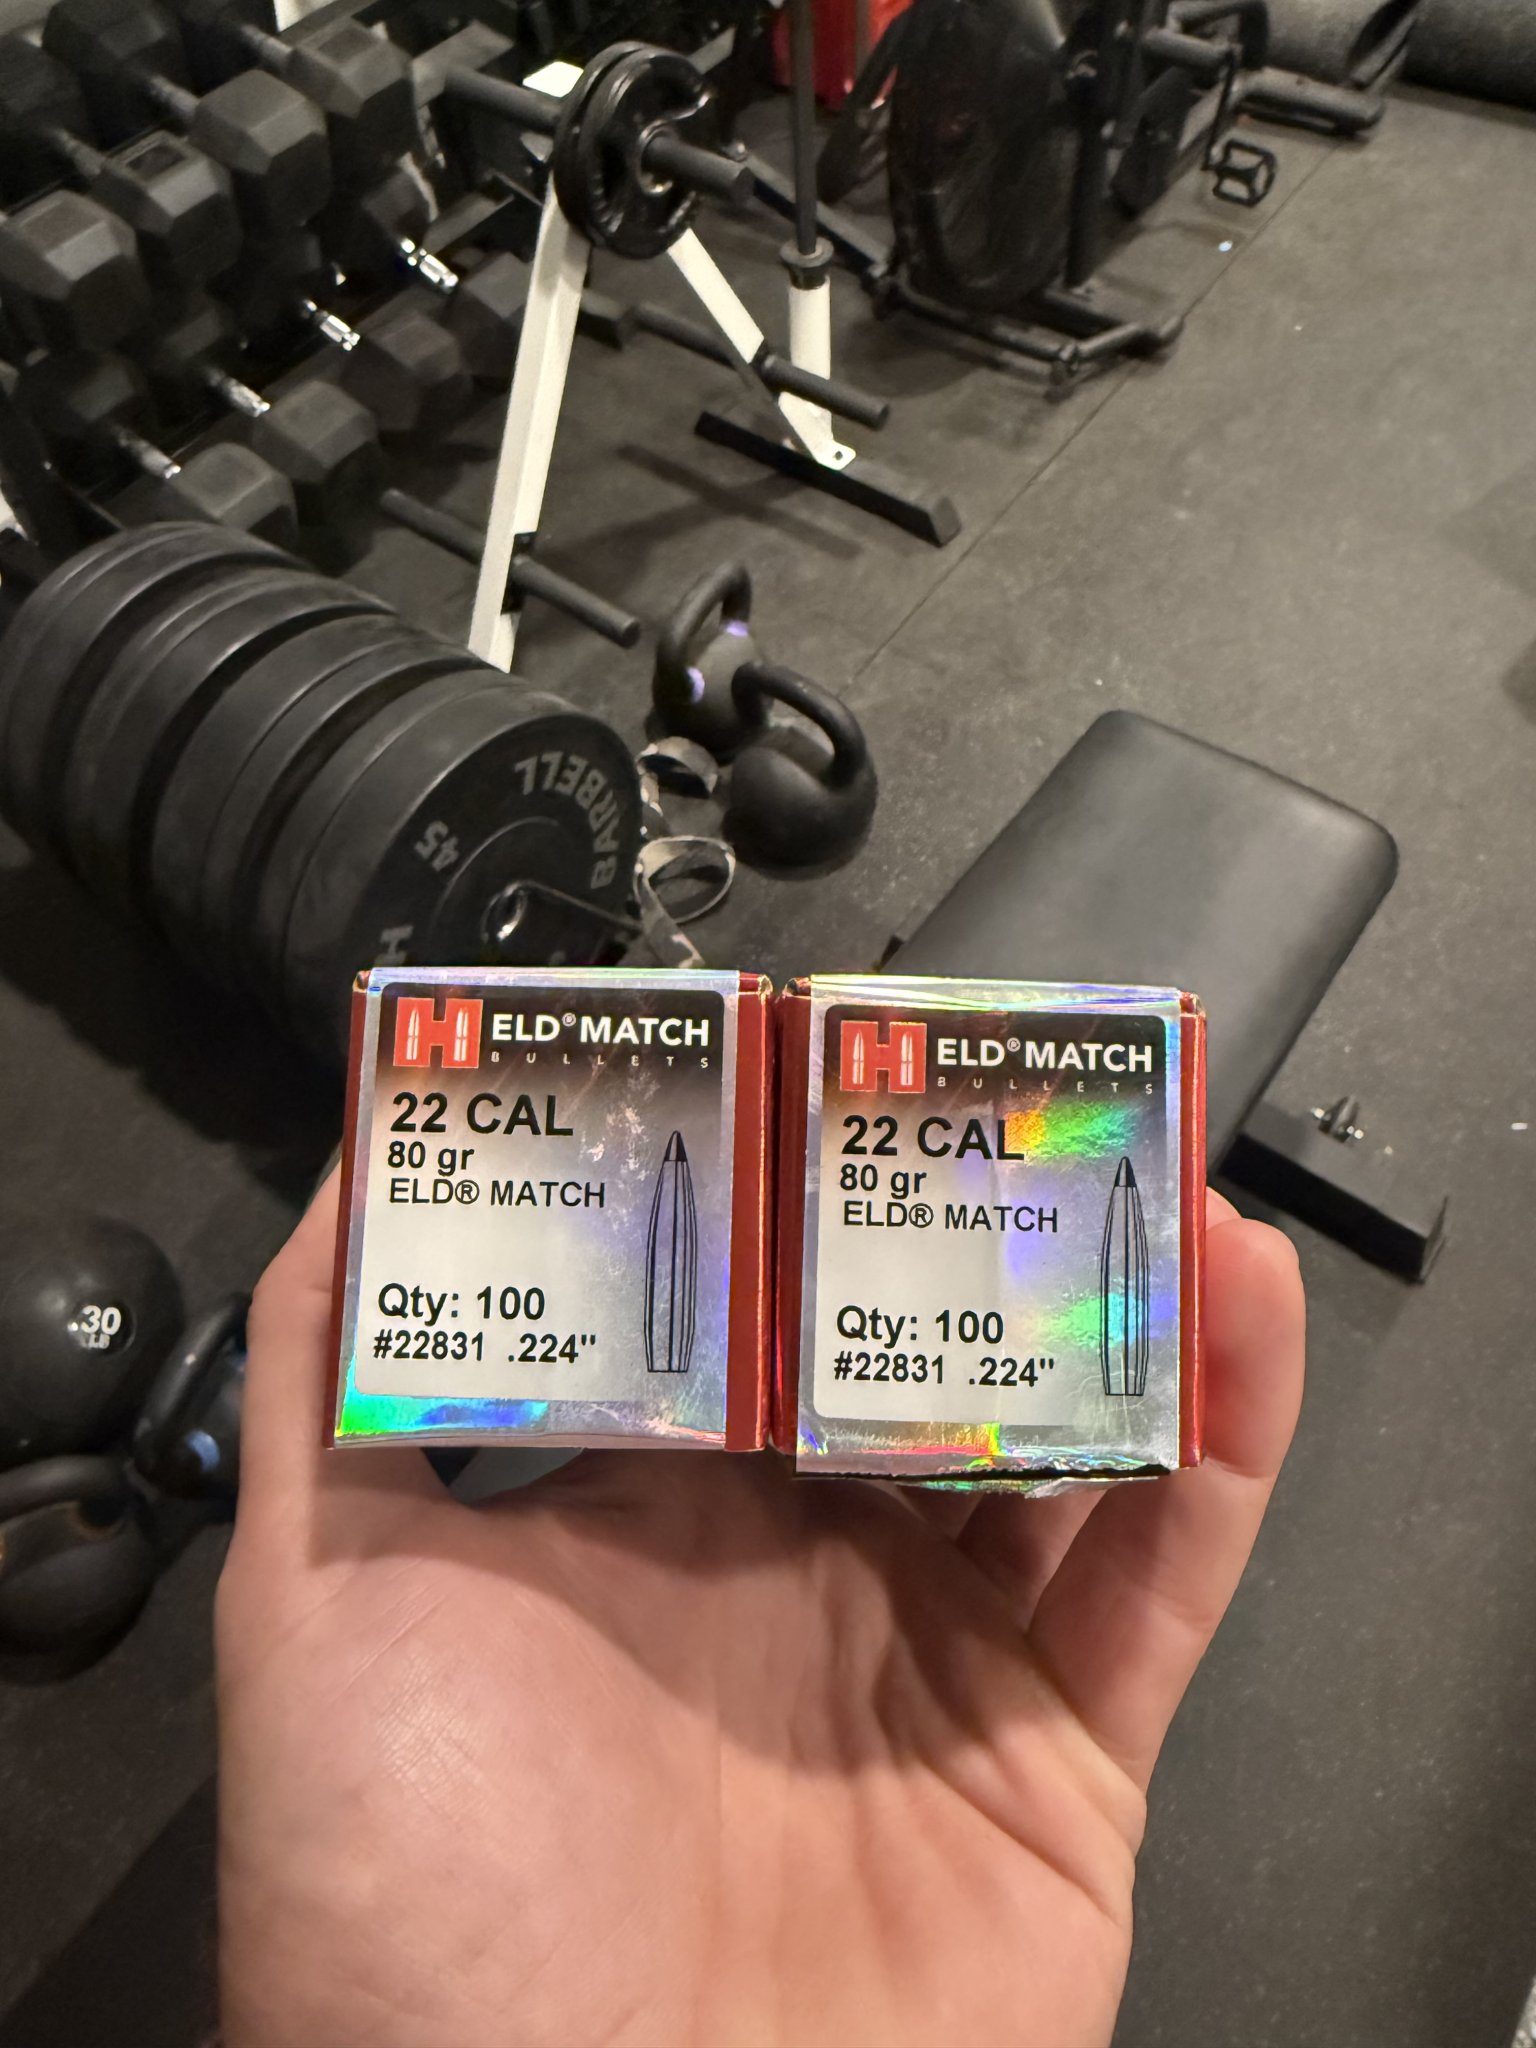 BARBELL
45
H
ELD® MATCH
BULLETS
22 CAL
80 gr
ELD® MATCH
Qty: 100
#22831 .224"
H
ELD® MATCH
BULLETS
22 CAL
80 gr
ELD® MATCH
Qty: 100
#22831 .224"
30
LB